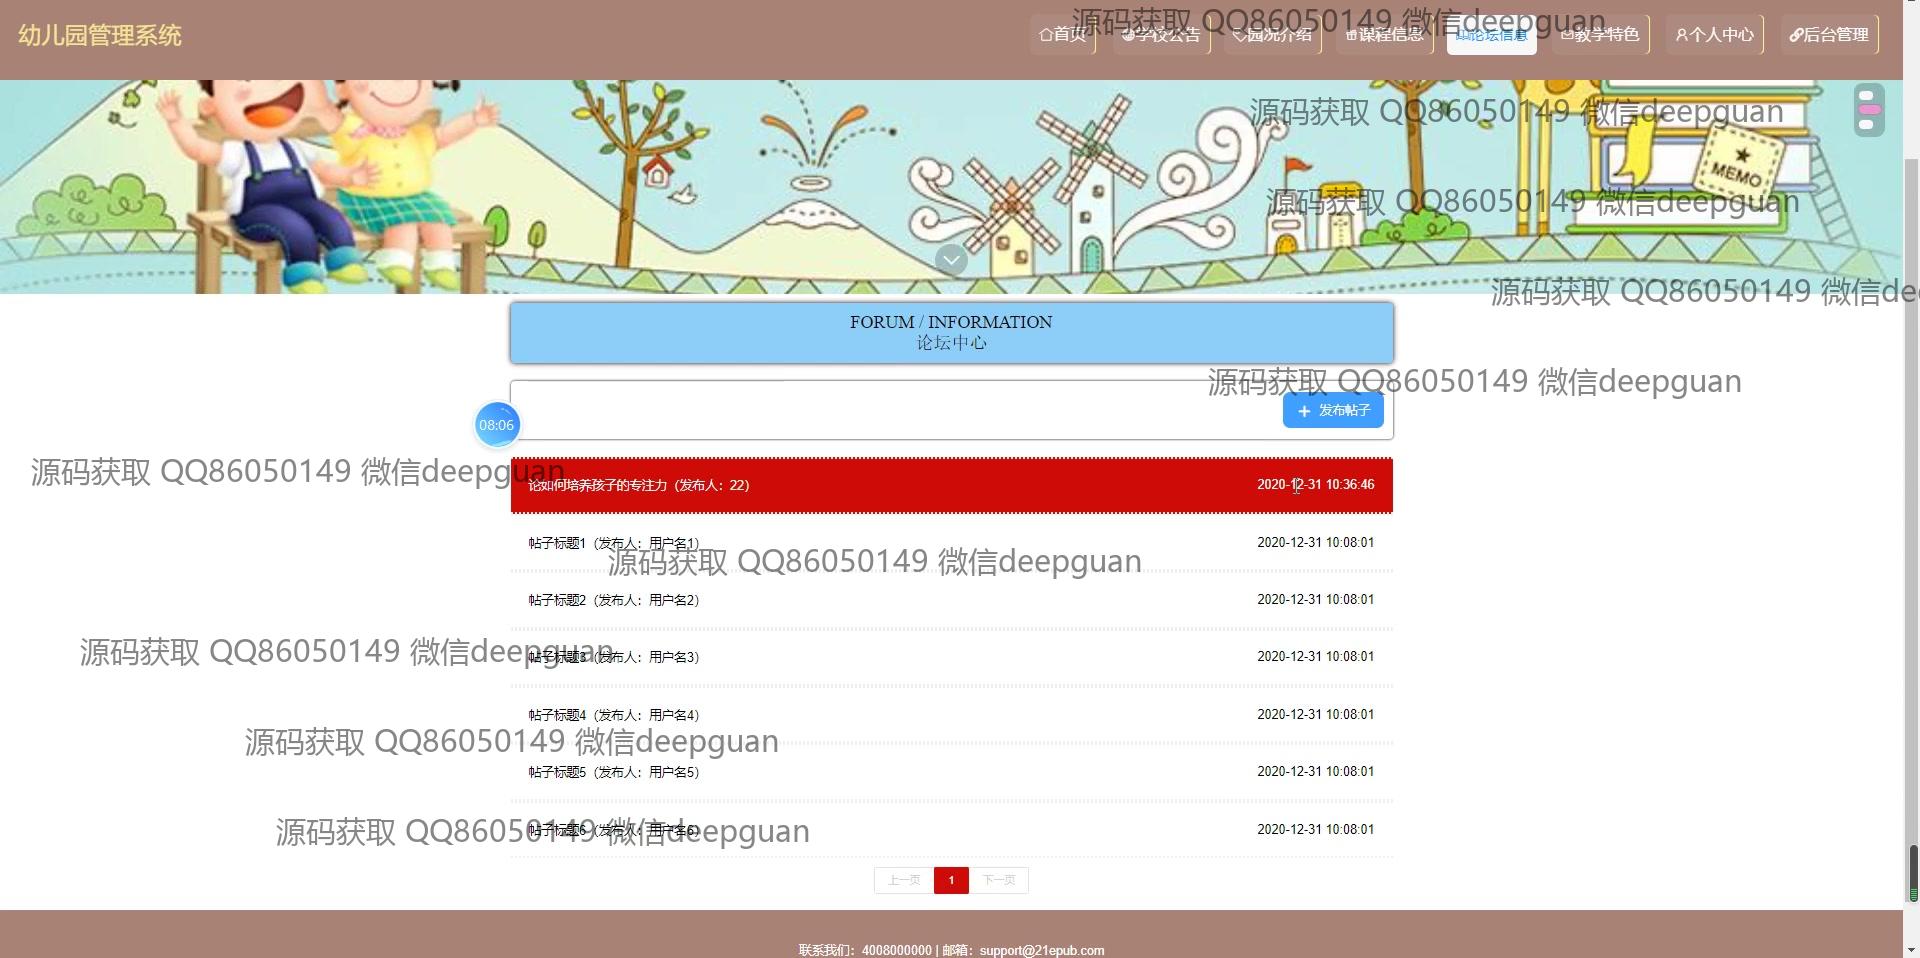 幼儿园管理系统
首页
学校公告
园况介绍
课程信息
论坛信息
教学特色
个人中心
后台管理
源码获取 QQ86050149 微信deepguan
源码获取 QQ86050149 微信deepguan
MEMO
源码获取 QQ86050149 微信deepguan
源码获取 QQ86050149 微信de
FORUM / INFORMATION
论坛中心
源码获取 QQ86050149 微信deepguan
发布帖子
08:06
源码获取 QQ86050149 微信deepguan
论如何培养孩子的专注力（发布人：22） 2020-12-31 10:36:46
帖子标题1（发布人：用户名1） 2020-12-31 10:08:01
源码获取 QQ86050149 微信deepguan
帖子标题2（发布人：用户名2） 2020-12-31 10:08:01
源码获取 QQ86050149 微信deepguan
帖子标题3（发布人：用户名3） 2020-12-31 10:08:01
帖子标题4（发布人：用户名4） 2020-12-31 10:08:01
源码获取 QQ86050149 微信deepguan
帖子标题5（发布人：用户名5） 2020-12-31 10:08:01
源码获取 QQ86050149 微信deepguan
帖子标题6（发布人：用户名6） 2020-12-31 10:08:01
上一页 1 下一页
联系我们：4008000000 | 邮箱：support@21epub.com